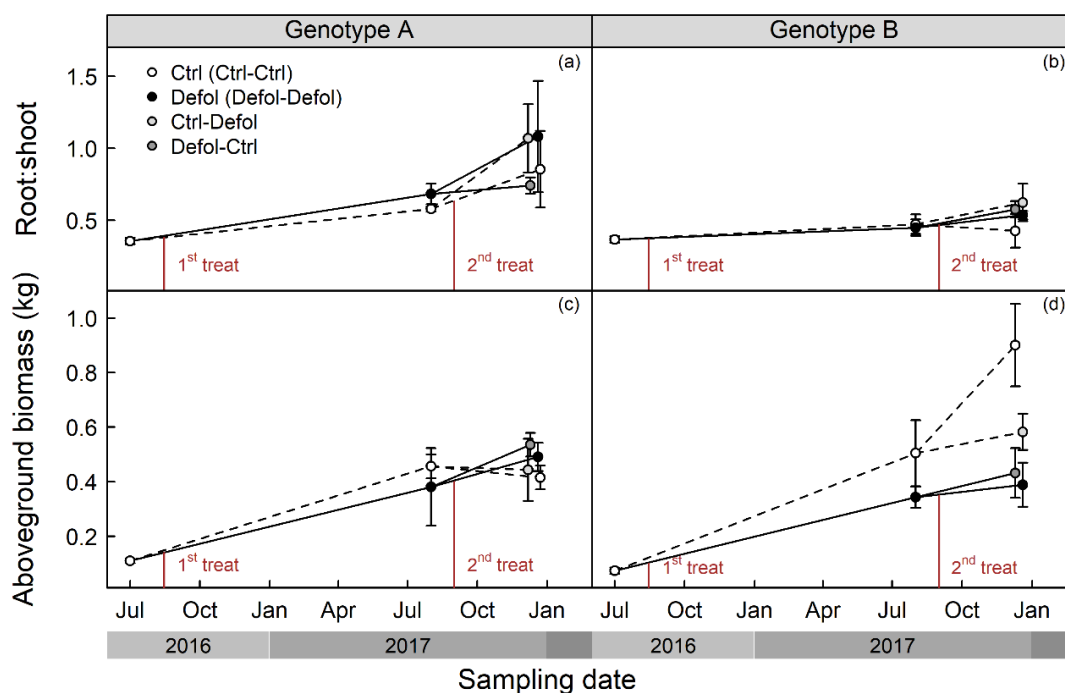 Genotype A
Genotype B
(a)
(b)
Root:shoot
1.5
1.0
0.5
Ctrl (Ctrl-Ctrl)
Defol (Defol-Defol)
Ctrl-Defol
Defol-Ctrl
1st treat
2nd treat
1st treat
2nd treat
(c)
(d)
Aboveground biomass (kg)
1.0
0.8
0.6
0.4
0.2
1st treat
2nd treat
1st treat
2nd treat
Jul Oct Jan Apr Jul Oct Jan
Jul Oct Jan Apr Jul Oct Jan
2016 2017
2016 2017
Sampling date